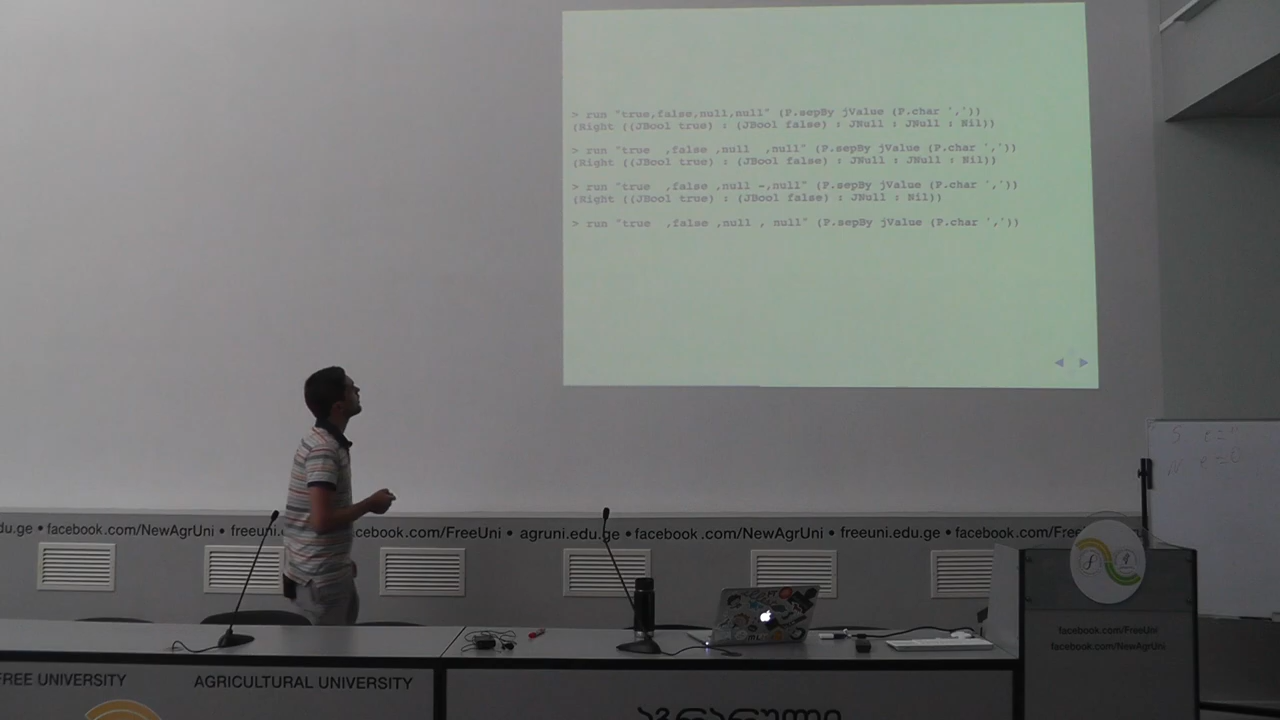 > run "true,false,null,null" (P.sepBy jValue (P.char ','))
(Right ((JBool true) : (JBool false) : JNull : JNull : Nil))
> run "true  ,false ,null  ,null" (P.sepBy jValue (P.char ','))
(Right ((JBool true) : (JBool false) : JNull : JNull : Nil))
> run "true  ,false ,null -,null" (P.sepBy jValue (P.char ','))
(Right ((JBool true) : (JBool false) : JNull : Nil))
> run "true  ,false ,null , null" (P.sepBy jValue (P.char ','))
du.ge • facebook.com/NewAgrUni • freeuni cebook.com/FreeUni • agruni.edu.ge • facebook.com/NewAgrUni • freeuni.edu.ge • facebook.com/Free
facebook.com/FreeUni
facebook.com/NewAgrUni
FREE UNIVERSITY
AGRICULTURAL UNIVERSITY